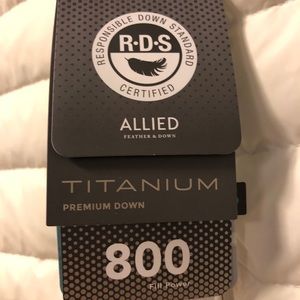 RESPONSIBLE DOWN STANDARD
R·D·S
CERTIFIED
ALLIED
FEATHER & DOWN
TITANIUM
PREMIUM DOWN
800
Fill Power